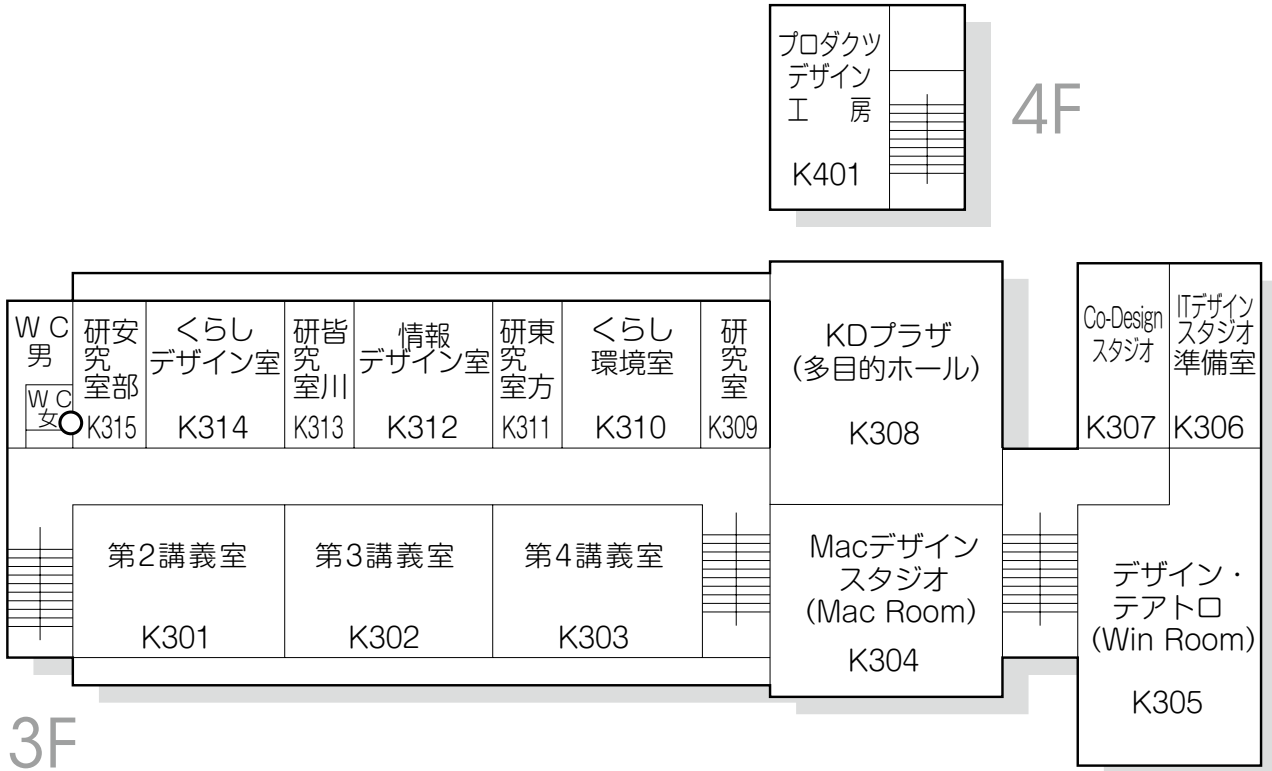 プロダクツ
デザイン
工　房
K401
4F
WC
男
WC
女
安部
研究室
K315
くらし
デザイン室
K314
皆川
研究室
K313
情報
デザイン室
K312
東方
研究室
K311
くらし
環境室
K310
研究室
K309
KDプラザ
(多目的ホール)
K308
Co-Design
スタジオ
K307
ITデザイン
スタジオ
準備室
K306
第2講義室
K301
第3講義室
K302
第4講義室
K303
Macデザイン
スタジオ
(Mac Room)
K304
デザイン・
テアトロ
(Win Room)
K305
3F